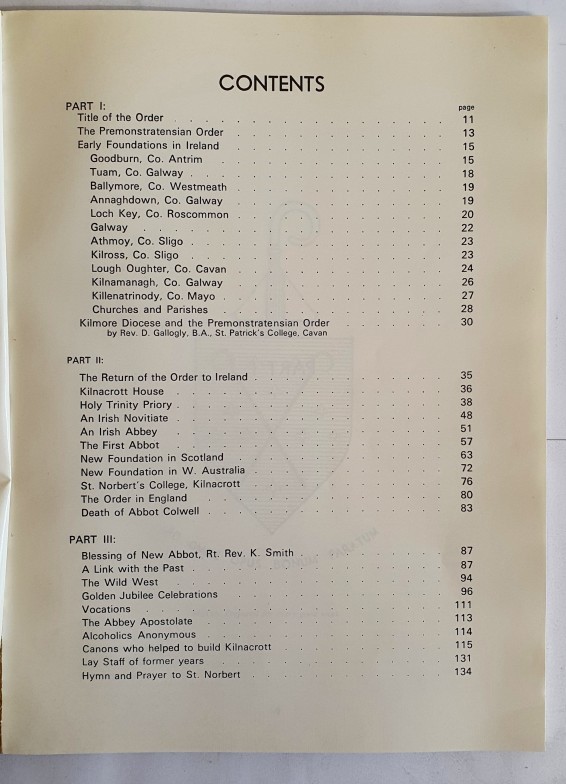 CONTENTS
PART I:
page
Title of the Order . . . . . . . . . . . 11
The Premonstratensian Order . . . . . . . . 13
Early Foundations in Ireland . . . . . . . . 15
Goodburn, Co. Antrim . . . . . . . . 15
Tuam, Co. Galway . . . . . . . . . . 18
Ballymore, Co. Westmeath . . . . . . . . 19
Annaghdown, Co. Galway . . . . . . . . 19
Loch Key, Co. Roscommon . . . . . . . . 20
Galway . . . . . . . . . . . . 22
Athmoy, Co. Sligo . . . . . . . . . . 23
Kilross, Co. Sligo . . . . . . . . . . 23
Lough Oughter, Co. Cavan . . . . . . . . 24
Kilnamanagh, Co. Galway . . . . . . . . 26
Killenatrinody, Co. Mayo . . . . . . . . . 27
Churches and Parishes . . . . . . . . 28
Kilmore Diocese and the Premonstratensian Order . . . . 30
by Rev. D. Gallogly, B.A., St. Patrick's College, Cavan
PART II:
The Return of the Order to Ireland . . . . . . . 35
Kilnacrott House . . . . . . . . . . 36
Holy Trinity Priory . . . . . . . . . . 38
An Irish Novitiate . . . . . . . . . . 48
An Irish Abbey . . . . . . . . . . 51
The First Abbot . . . . . . . . . . 57
New Foundation in Scotland . . . . . . . . 63
New Foundation in W. Australia . . . . . . . 72
St. Norbert's College, Kilnacrott . . . . . . . 76
The Order in England . . . . . . . . . 80
Death of Abbot Colwell . . . . . . . . . 83
PART III:
Blessing of New Abbot, Rt. Rev. K. Smith . . . . . . 87
A Link with the Past . . . . . . . . . . 87
The Wild West . . . . . . . . . . 94
Golden Jubilee Celebrations . . . . . . . . 96
Vocations . . . . . . . . . . . 111
The Abbey Apostolate . . . . . . . . . 113
Alcoholics Anonymous . . . . . . . . . 114
Canons who helped to build Kilnacrott . . . . . . 115
Lay Staff of former years . . . . . . . . 131
Hymn and Prayer to St. Norbert . . . . . . . 134